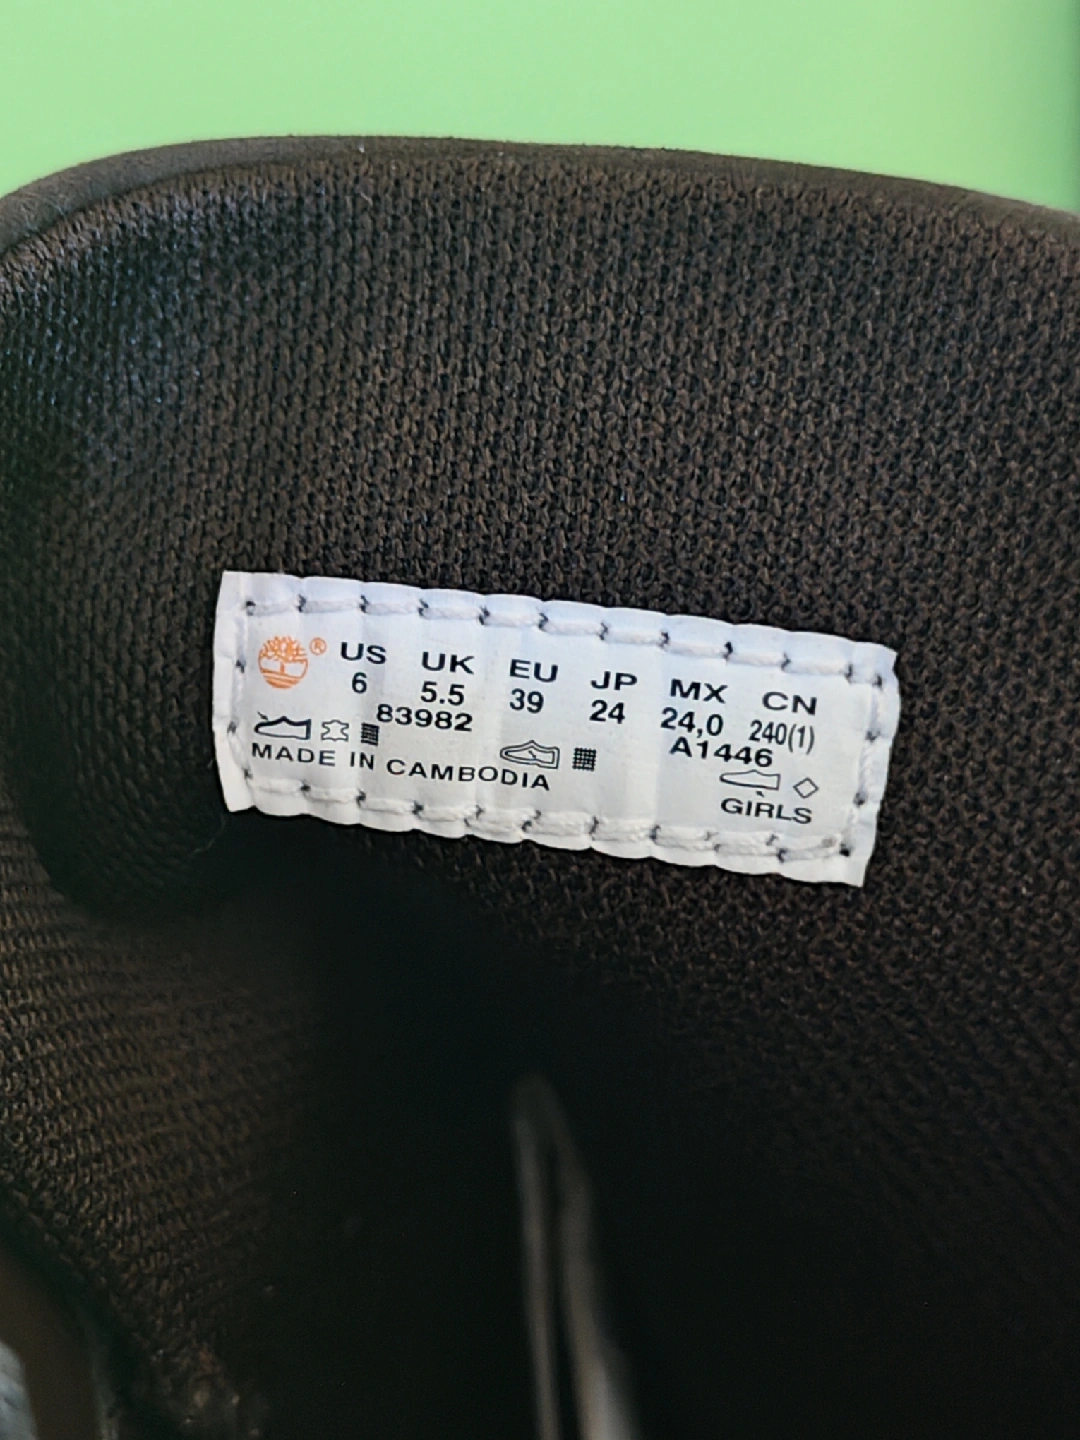 ® US UK EU JP MX CN
6 5.5 39 24 24,0 240(1)
83982 A1446
MADE IN CAMBODIA GIRLS